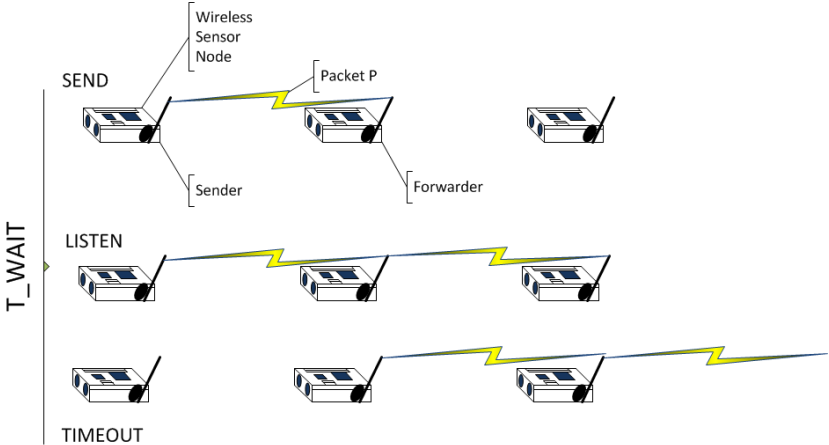 Wireless
Sensor
Node
SEND
Packet P
Sender
Forwarder
T_WAIT
LISTEN
TIMEOUT